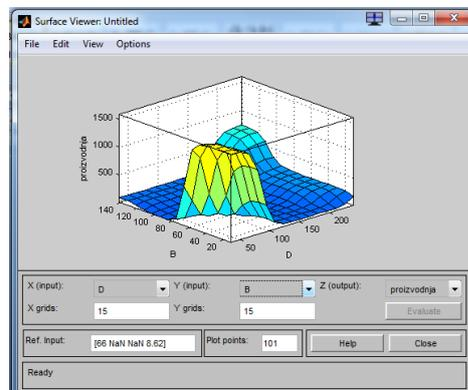 Surface Viewer: Untitled
File Edit View Options
proizvodnja
1500
1000
500
140 120 100 80 60 40 20
50 100 150 200
B
D
X (input): D Y (input): B Z (output): proizvodnja
X grids: 15 Y grids: 15 Evaluate
Ref. Input: [66 NaN NaN 8.62] Plot points: 101 Help Close
Ready